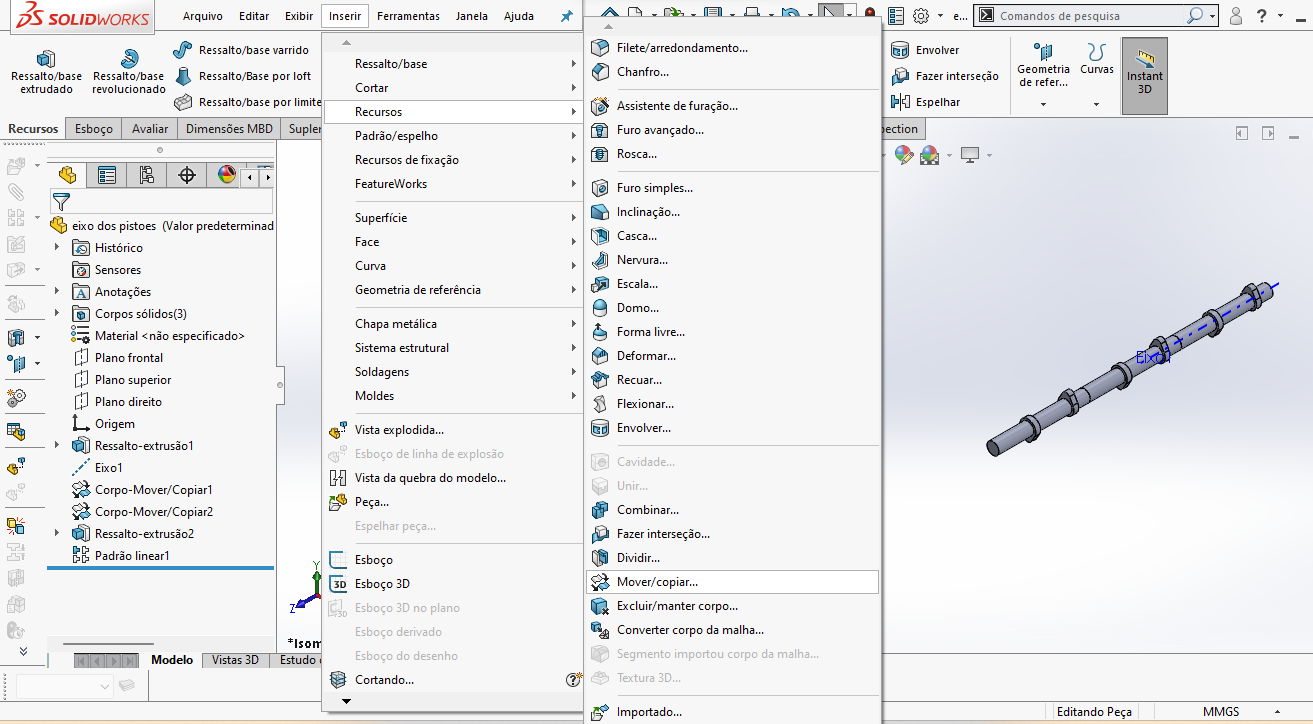 SOLIDWORKS
Arquivo Editar Exibir Inserir Ferramentas Janela Ajuda
e...
Comandos de pesquisa
?
Ressalto/base extrudado
Ressalto/base revolucionado
Ressalto/base varrido
Ressalto/Base por loft
Ressalto/base por limite
Envolver
Fazer interseção
Espelhar
Geometria de refer...
Curvas
Instant 3D
Recursos Esboço Avaliar Dimensões MBD Supler
pection
eixo dos pistoes (Valor predeterminad
Histórico
Sensores
Anotações
Corpos sólidos(3)
Material <não especificado>
Plano frontal
Plano superior
Plano direito
Origem
Ressalto-extrusão1
Eixo1
Corpo-Mover/Copiar1
Corpo-Mover/Copiar2
Ressalto-extrusão2
Padrão linear1
Ressalto/base
Cortar
Recursos
Padrão/espelho
Recursos de fixação
FeatureWorks
Superfície
Face
Curva
Geometria de referência
Chapa metálica
Sistema estrutural
Soldagens
Moldes
Vista explodida...
Esboço de linha de explosão
Vista da quebra do modelo...
Peça...
Espelhar peça...
Esboço
Esboço 3D
Esboço 3D no plano
Esboço derivado
Esboço do desenho
Cortando...
Filete/arredondamento...
Chanfro...
Assistente de furação...
Furo avançado...
Rosca...
Furo simples...
Inclinação...
Casca...
Nervura...
Escala...
Domo...
Forma livre...
Deformar...
Recuar...
Flexionar...
Envolver...
Cavidade...
Unir...
Combinar...
Fazer interseção...
Dividir...
Mover/copiar...
Excluir/manter corpo...
Converter corpo da malha...
Segmento importou corpo da malha...
Textura 3D...
Importado...
Y
Z
*Isom
Modelo Vistas 3D Estudo
Editando Peça
MMGS